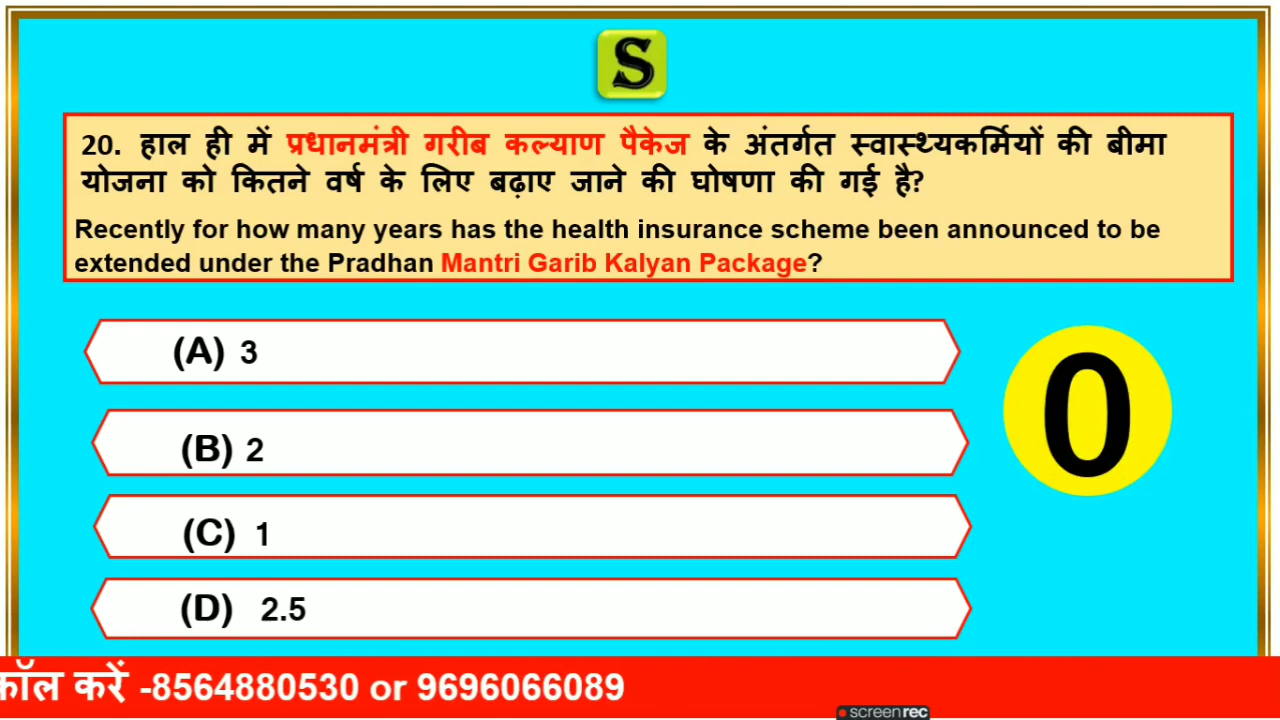 S
20. हाल ही में प्रधानमंत्री गरीब कल्याण पैकेज के अंतर्गत स्वास्थ्यकर्मियों की बीमा
योजना को कितने वर्ष के लिए बढ़ाए जाने की घोषणा की गई है?
Recently for how many years has the health insurance scheme been announced to be
extended under the Pradhan Mantri Garib Kalyan Package?
(A) 3
(B) 2
(C) 1
(D) 2.5
0
कॉल करें -8564880530 or 9696066089
screenrec